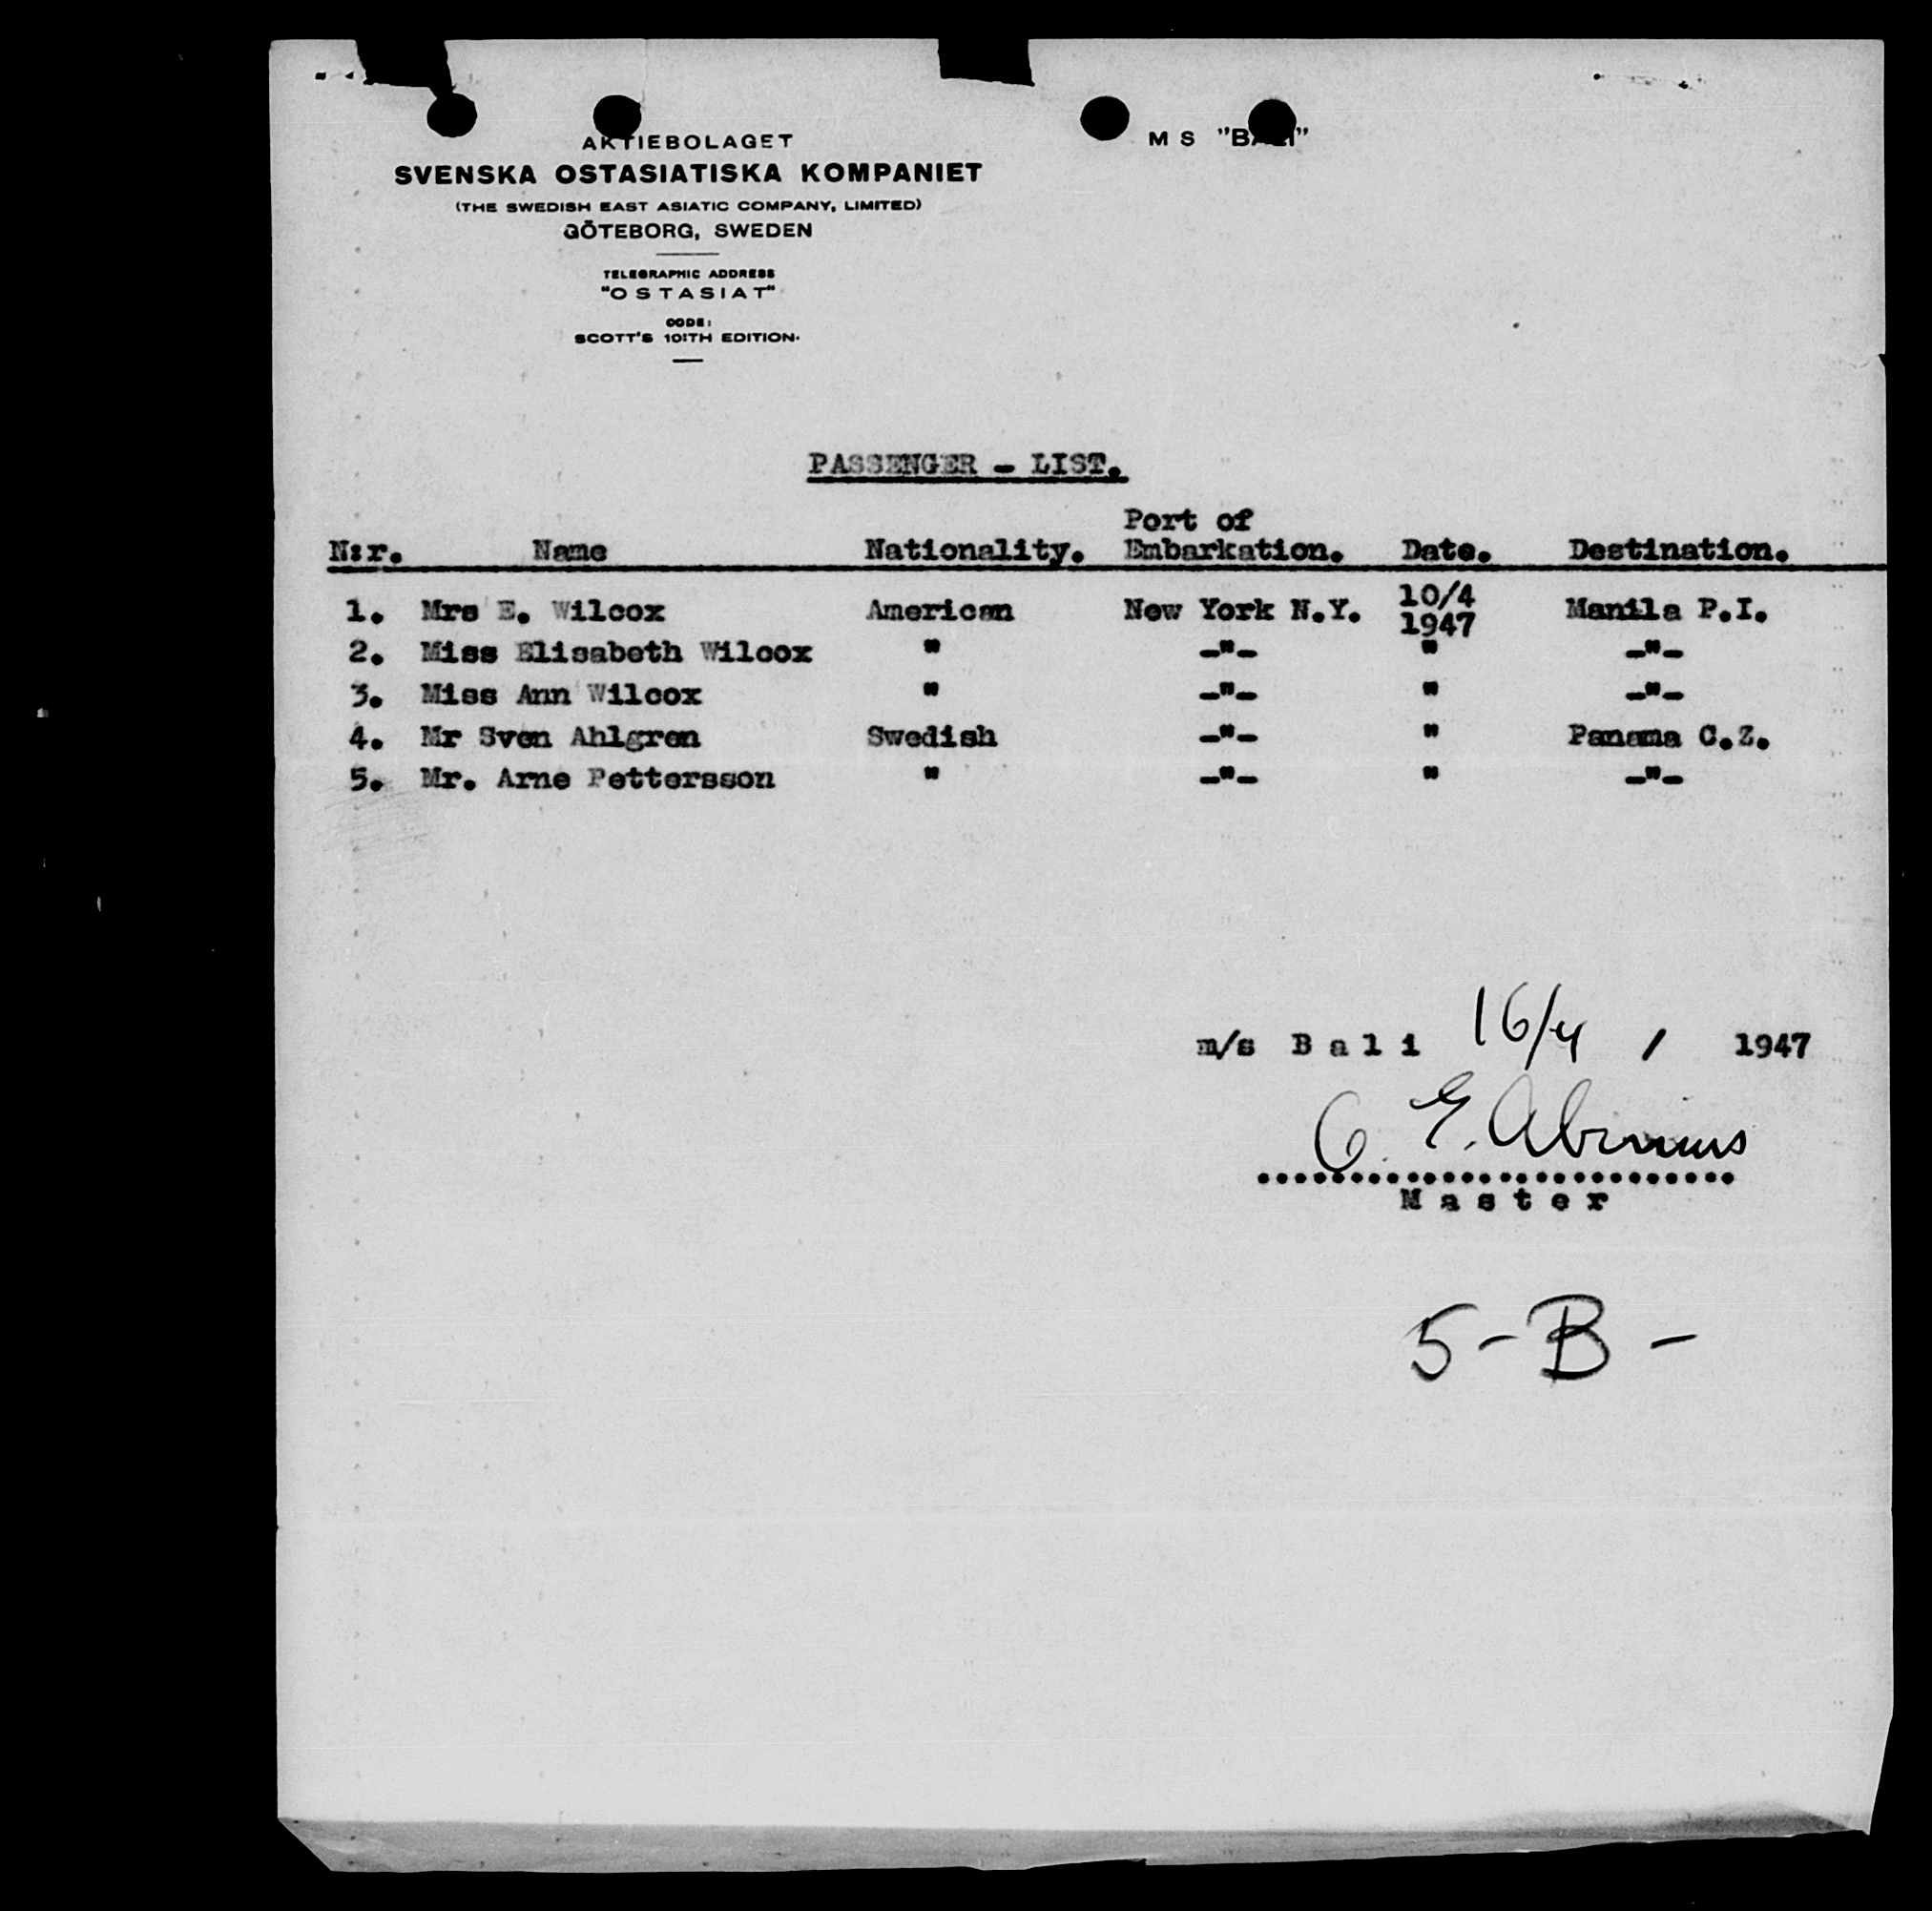 AKTIEBOLAGET
SVENSKA OSTASIATISKA KOMPANIET
(THE SWEDISH EAST ASIATIC COMPANY, LIMITED)
GÖTEBORG, SWEDEN
TELEGRAPHIC ADDRESS
"OSTASIAT"
CODE:
SCOTT'S 10:TH EDITION.
M S "BALI"
PASSENGER - LIST.
N:r. Name Nationality. Port of Embarkation. Date. Destination.
1. Mrs E. Wilcox American New York N.Y. 10/4 1947 Manila P.I.
2. Miss Elisabeth Wilcox " -"- " -"-
3. Miss Ann Wilcox " -"- " -"-
4. Mr Sven Ahlgren Swedish -"- " Panama C.Z.
5. Mr. Arne Pettersson " -"- " -"-
m/s B a l i 16/4 / 1947
E.
M a s t e r
5-B-